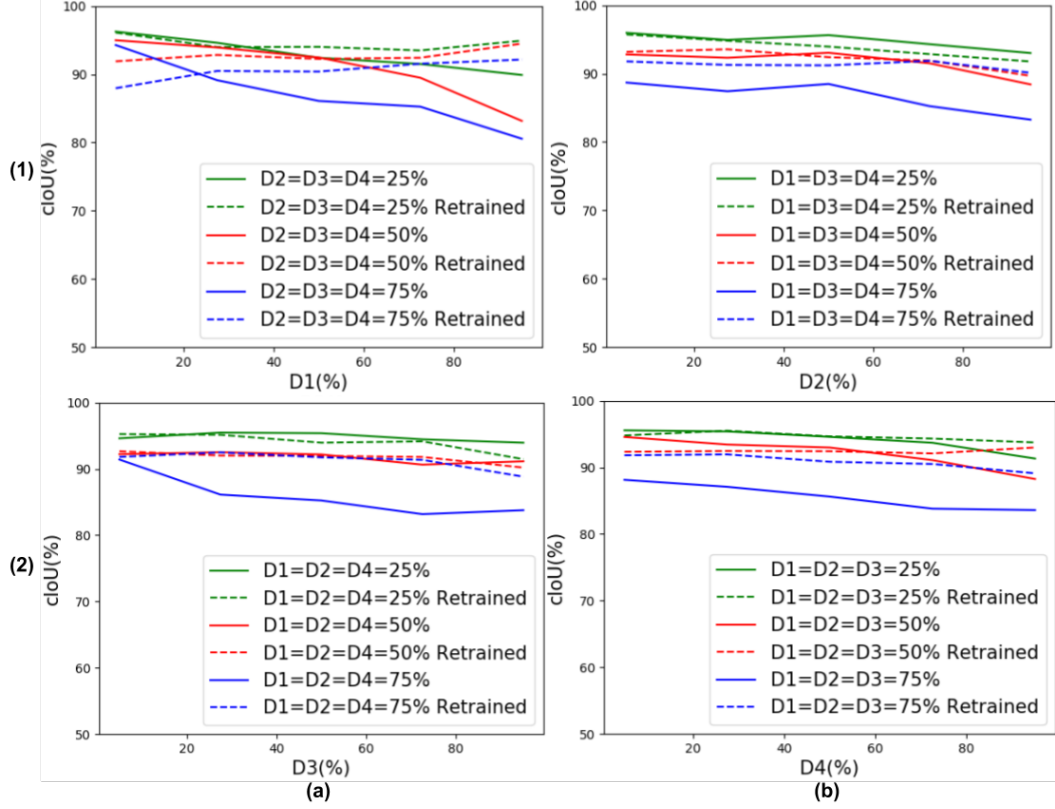 100
90
80
70
60
50
cIoU(%)
(1)
D2=D3=D4=25%
D2=D3=D4=25% Retrained
D2=D3=D4=50%
D2=D3=D4=50% Retrained
D2=D3=D4=75%
D2=D3=D4=75% Retrained
20 40 60 80
D1(%)
100
90
80
70
60
50
cIoU(%)
D1=D3=D4=25%
D1=D3=D4=25% Retrained
D1=D3=D4=50%
D1=D3=D4=50% Retrained
D1=D3=D4=75%
D1=D3=D4=75% Retrained
20 40 60 80
D2(%)
100
90
80
70
60
50
cIoU(%)
(2)
D1=D2=D4=25%
D1=D2=D4=25% Retrained
D1=D2=D4=50%
D1=D2=D4=50% Retrained
D1=D2=D4=75%
D1=D2=D4=75% Retrained
20 40 60 80
D3(%)
(a)
100
90
80
70
60
50
cIoU(%)
D1=D2=D3=25%
D1=D2=D3=25% Retrained
D1=D2=D3=50%
D1=D2=D3=50% Retrained
D1=D2=D3=75%
D1=D2=D3=75% Retrained
20 40 60 80
D4(%)
(b)